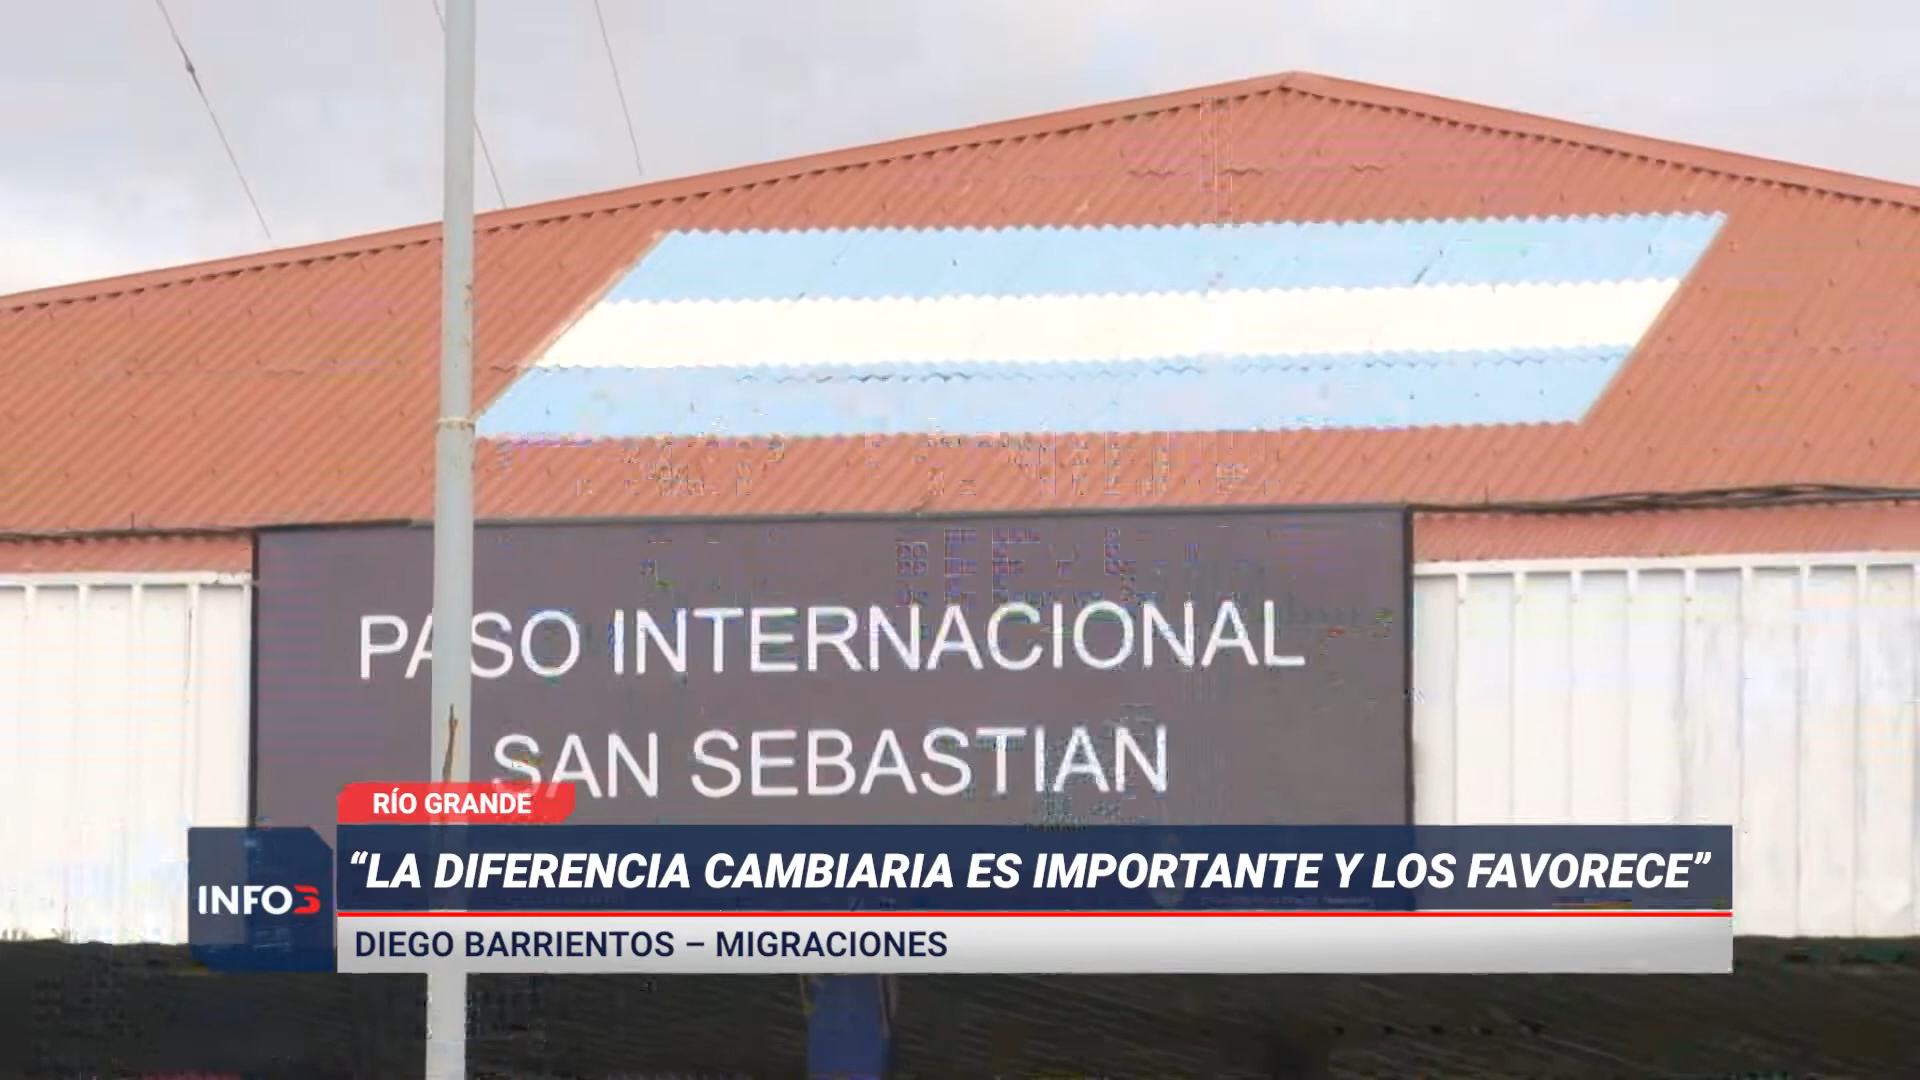 PASO INTERNACIONAL
SAN SEBASTIAN
RÍO GRANDE
INFO3
“LA DIFERENCIA CAMBIARIA ES IMPORTANTE Y LOS FAVORECE”
DIEGO BARRIENTOS – MIGRACIONES